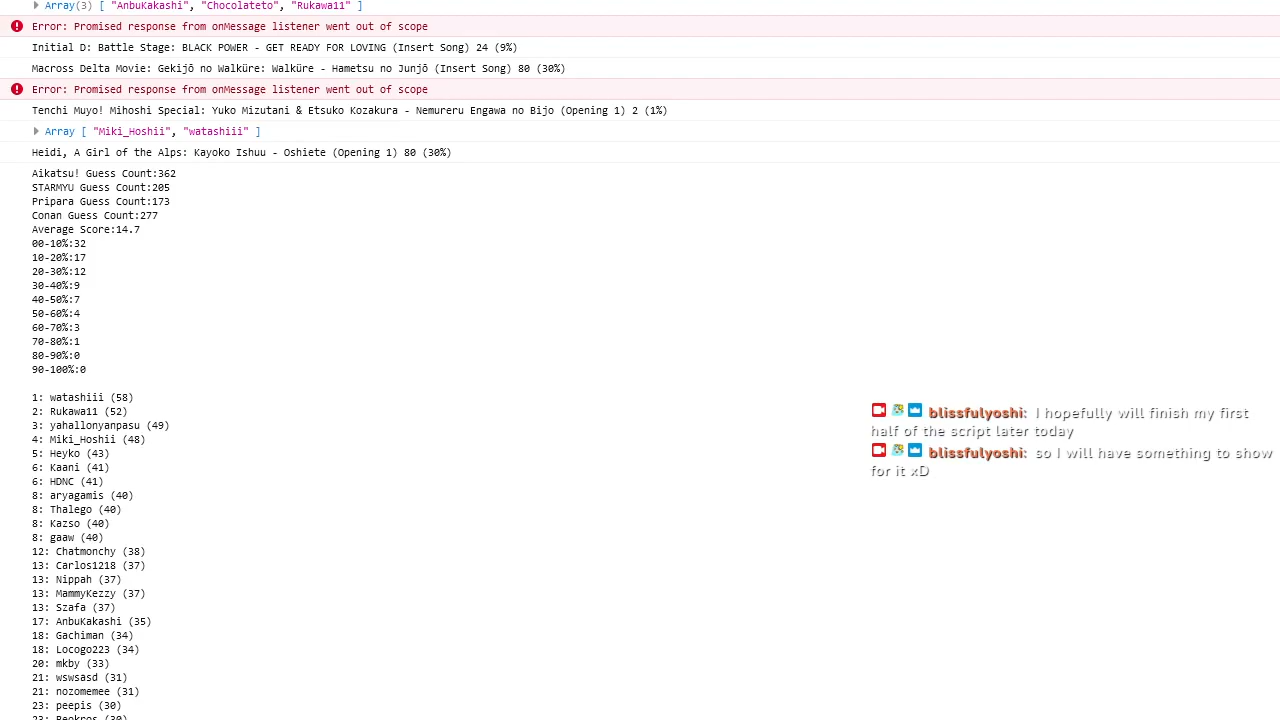 Array(3) [ "AnbuKakashi", "Chocolateto", "Rukawa11" ]
Error: Promised response from onMessage listener went out of scope
Initial D: Battle Stage: BLACK POWER - GET READY FOR LOVING (Insert Song) 24 (9%)
Macross Delta Movie: Gekijō no Walküre: Walküre - Hametsu no Junjō (Insert Song) 80 (30%)
Error: Promised response from onMessage listener went out of scope
Tenchi Muyo! Mihoshi Special: Yuko Mizutani & Etsuko Kozakura - Nemureru Engawa no Bijo (Opening 1) 2 (1%)
Array [ "Miki_Hoshii", "watashiii" ]
Heidi, A Girl of the Alps: Kayoko Ishuu - Oshiete (Opening 1) 80 (30%)
Aikatsu! Guess Count:362
STARMYU Guess Count:205
Pripara Guess Count:173
Conan Guess Count:277
Average Score:14.7
00-10%:32
10-20%:17
20-30%:12
30-40%:9
40-50%:7
50-60%:4
60-70%:3
70-80%:1
80-90%:0
90-100%:0
1: watashiii (58)
2: Rukawa11 (52)
3: yahallonyanpasu (49)
4: Miki_Hoshii (48)
5: Heyko (43)
6: Kaani (41)
6: HDNC (41)
8: aryagamis (40)
8: Thalego (40)
8: Kazso (40)
8: gaaw (40)
12: Chatmonchy (38)
13: Carlos1218 (37)
13: Nippah (37)
13: MammyKezzy (37)
13: Szafa (37)
17: AnbuKakashi (35)
18: Gachiman (34)
18: Locogo223 (34)
20: mkby (33)
21: wswsasd (31)
21: nozomemee (31)
23: peepis (30)
23: Reokros (30)
blissfulyoshi: I hopefully will finish my first
half of the script later today
blissfulyoshi: so I will have something to show
for it xD